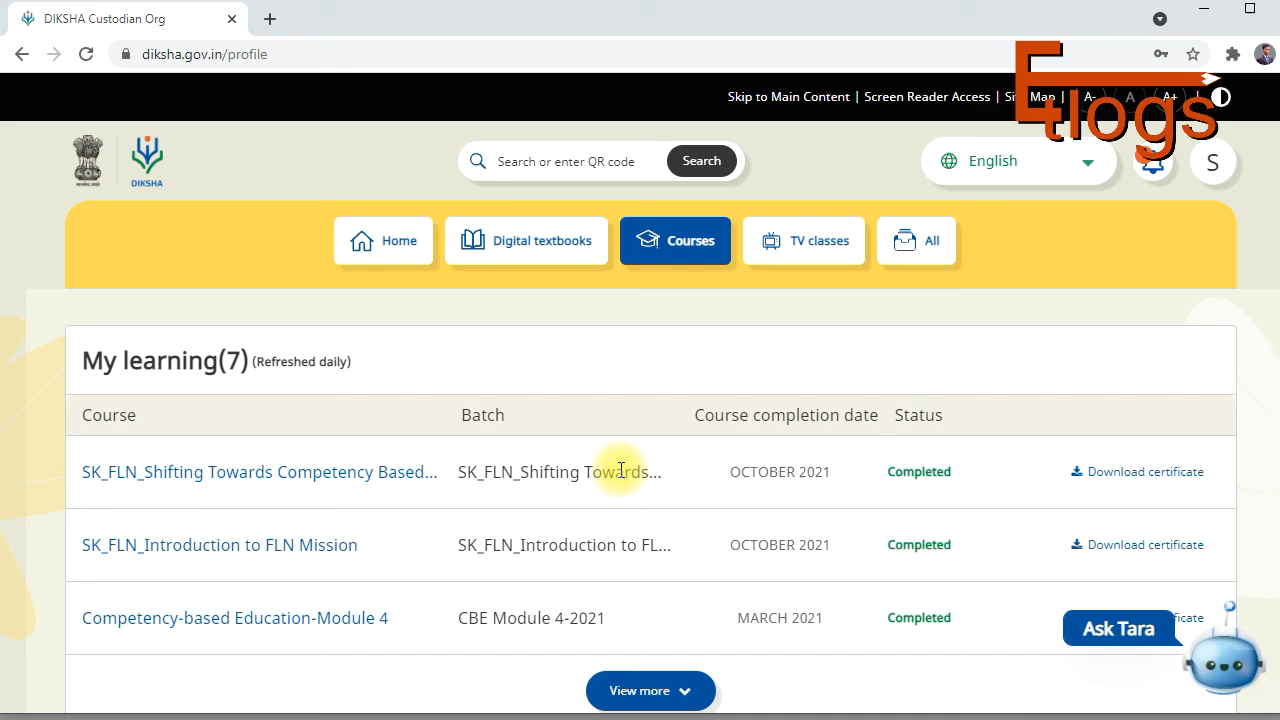 DIKSHA Custodian Org
diksha.gov.in/profile
Etlogs
Skip to Main Content | Screen Reader Access | Site Map | A- A A+ |
DIKSHA
Search or enter QR code
Search
English
S
Home
Digital textbooks
Courses
TV classes
All
My learning(7) (Refreshed daily)
Course Batch Course completion date Status
SK_FLN_Shifting Towards Competency Based... SK_FLN_Shifting Towards... OCTOBER 2021 Completed Download certificate
SK_FLN_Introduction to FLN Mission SK_FLN_Introduction to FL... OCTOBER 2021 Completed Download certificate
Competency-based Education-Module 4 CBE Module 4-2021 MARCH 2021 Completed ficate
Ask Tara
View more